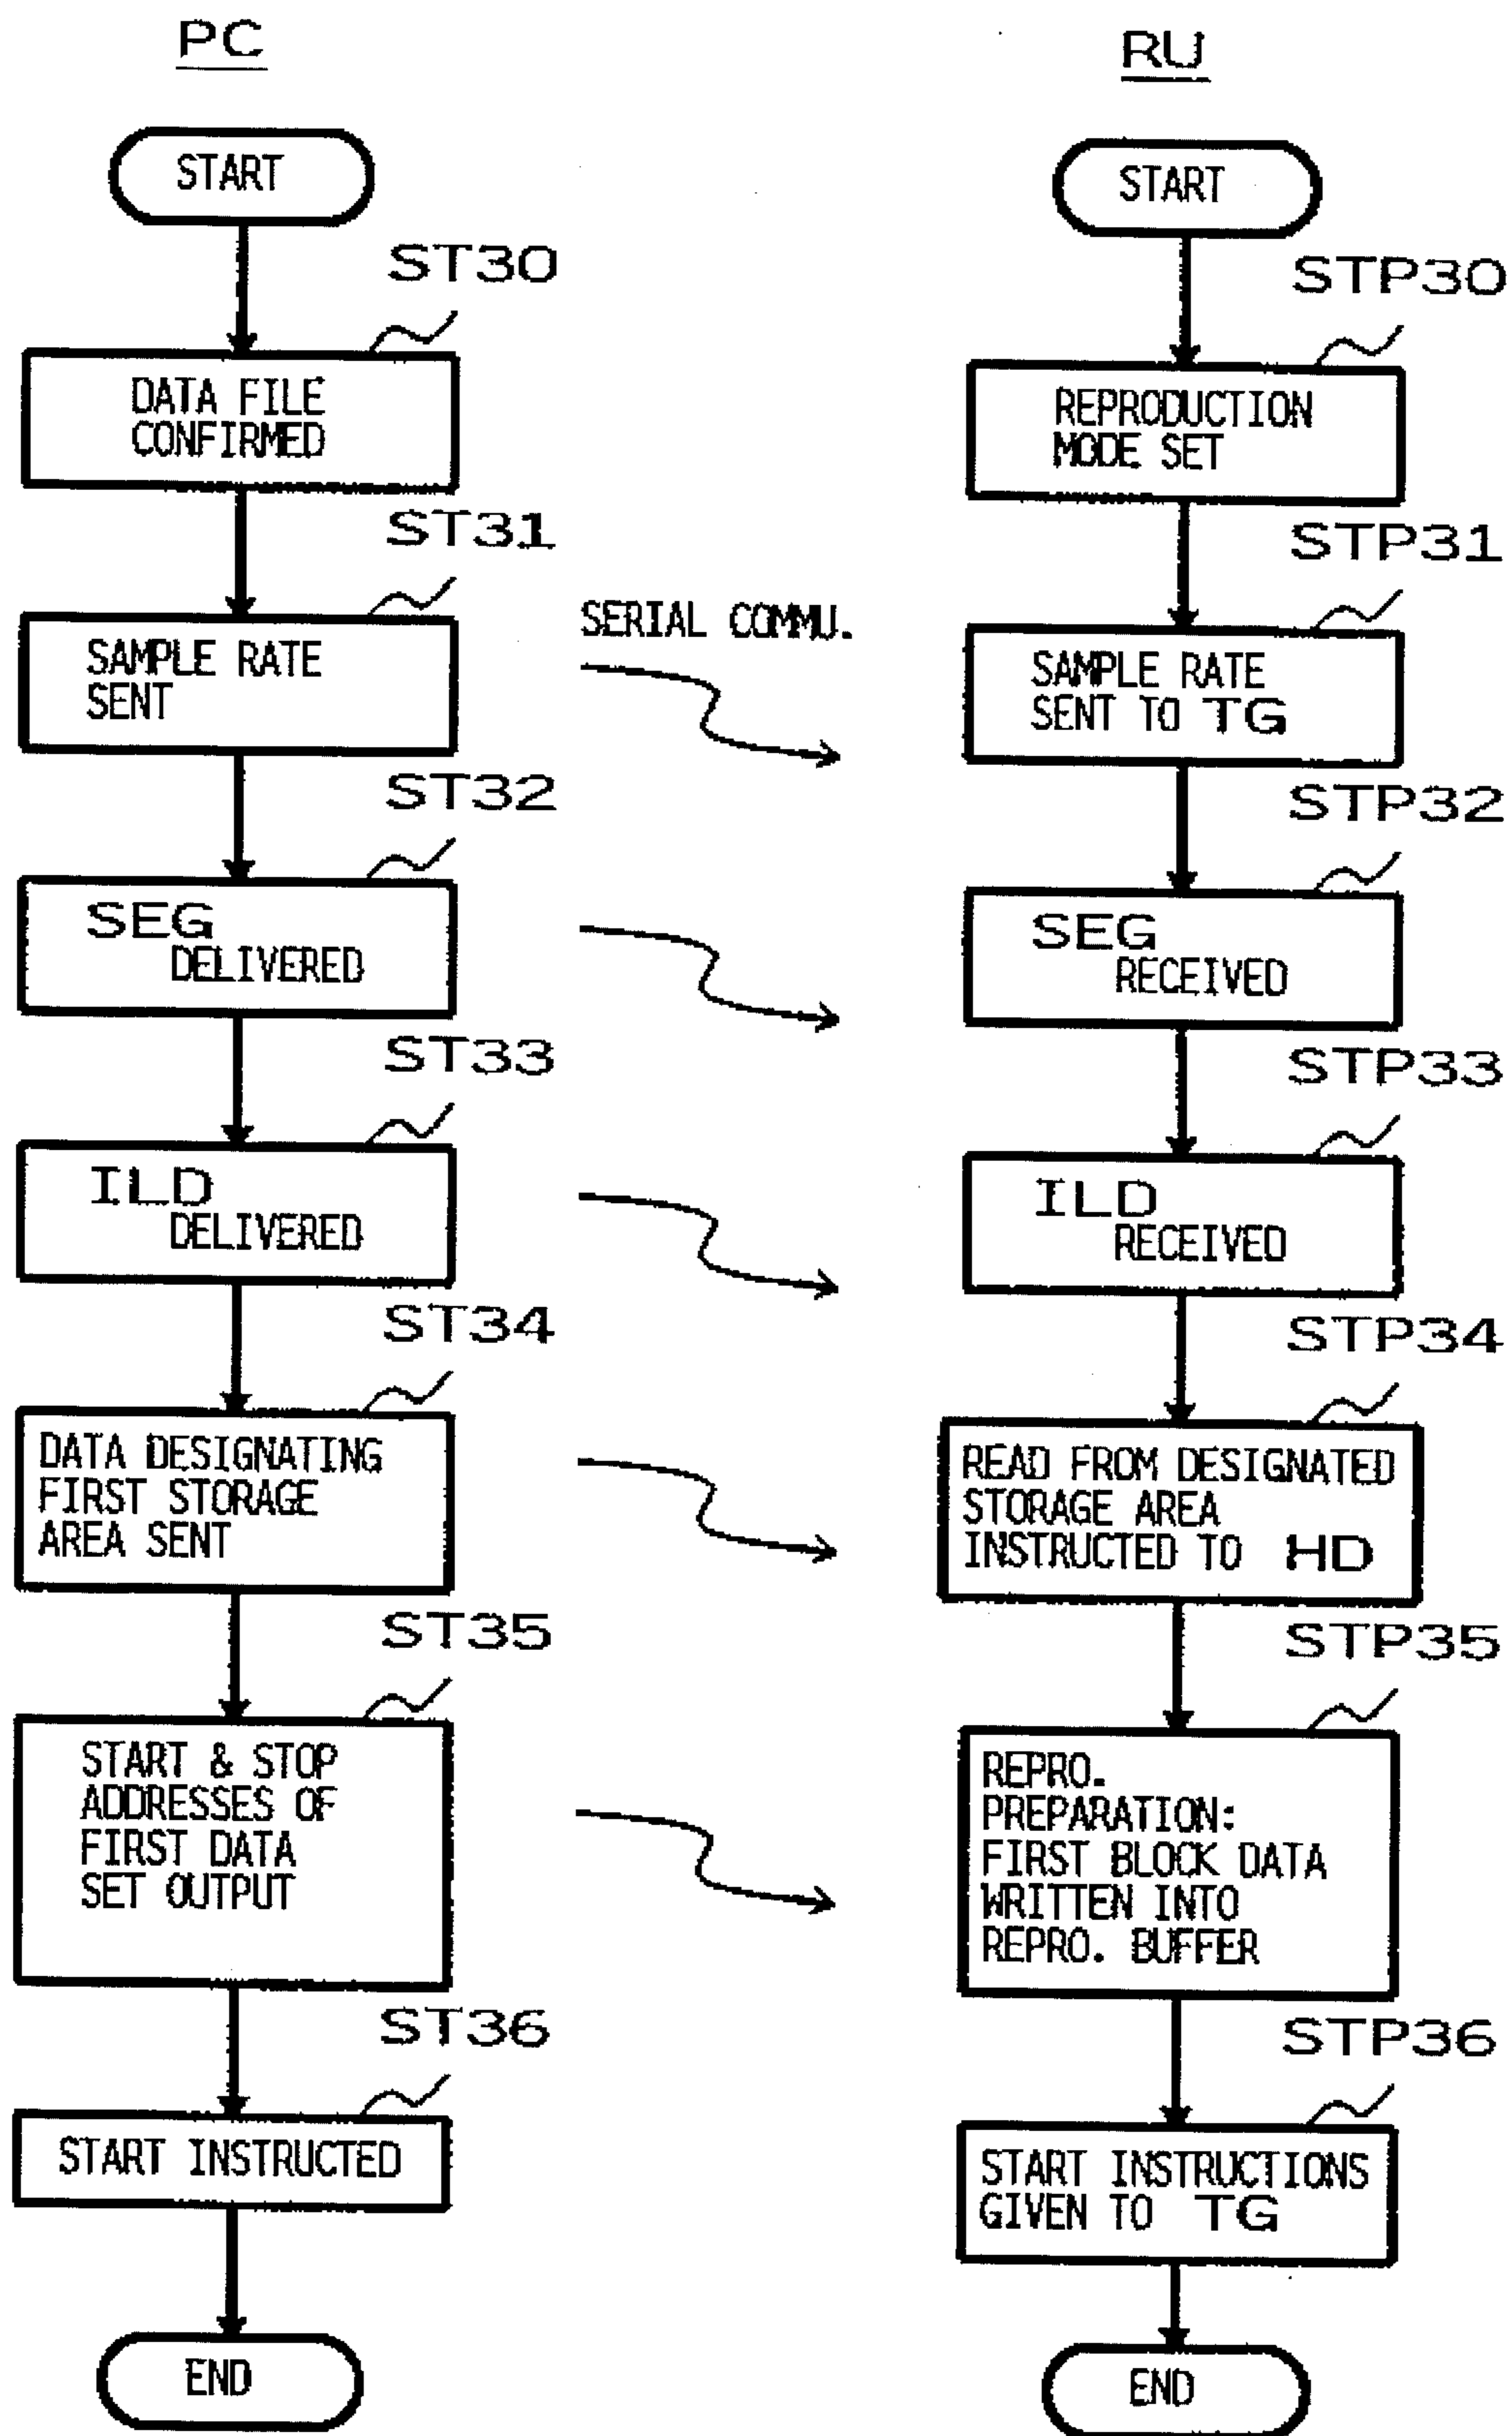 PC
START
ST30
DATA FILE
CONFIRMED
ST31
SAMPLE RATE
SENT
ST32
SEG
DELIVERED
ST33
ILD
DELIVERED
ST34
DATA DESIGNATING
FIRST STORAGE
AREA SENT
ST35
START & STOP
ADDRESSES OF
FIRST DATA
SET OUTPUT
ST36
START INSTRUCTED
END
SERIAL COMMU.
RU
START
STP30
REPRODUCTION
MODE SET
STP31
SAMPLE RATE
SENT TO TG
STP32
SEG
RECEIVED
STP33
ILD
RECEIVED
STP34
READ FROM DESIGNATED
STORAGE AREA
INSTRUCTED TO HD
STP35
REPRO.
PREPARATION:
FIRST BLOCK DATA
WRITTEN INTO
REPRO. BUFFER
STP36
START INSTRUCTIONS
GIVEN TO TG
END